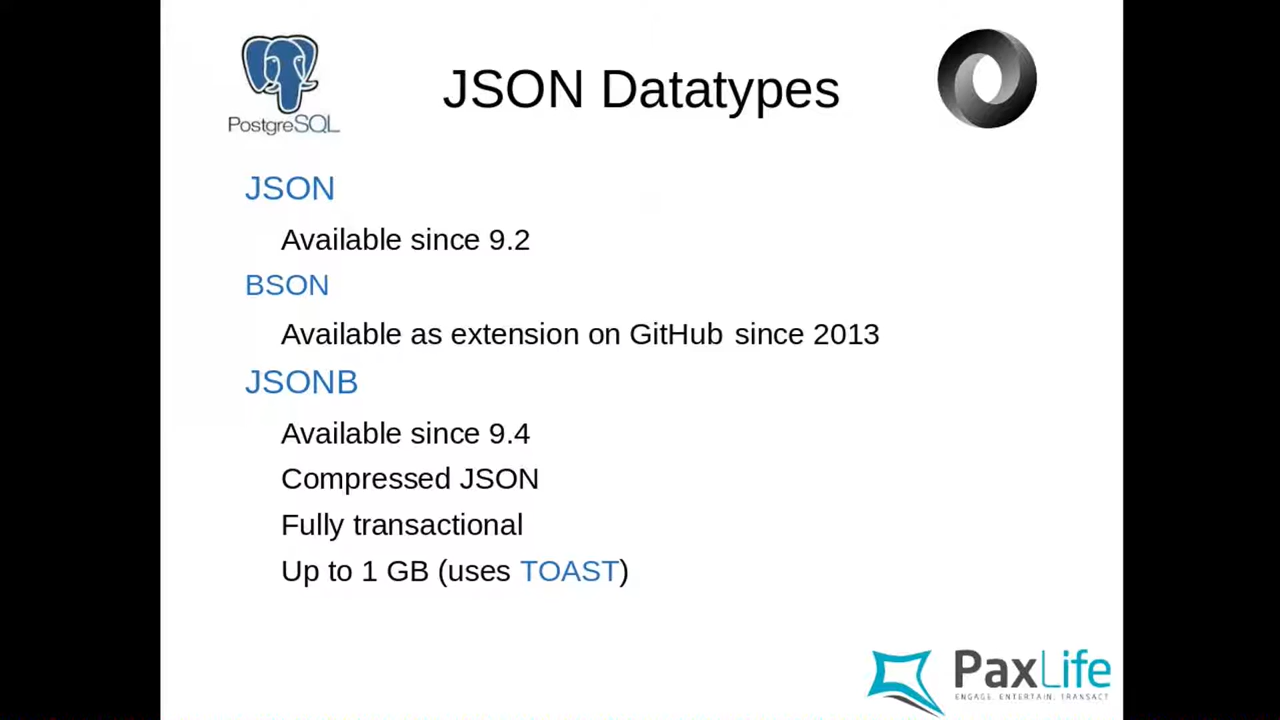 PostgreSQL
JSON Datatypes
JSON
Available since 9.2
BSON
Available as extension on GitHub since 2013
JSONB
Available since 9.4
Compressed JSON
Fully transactional
Up to 1 GB (uses TOAST)
PaxLife
ENGAGE. ENTERTAIN. TRANSACT